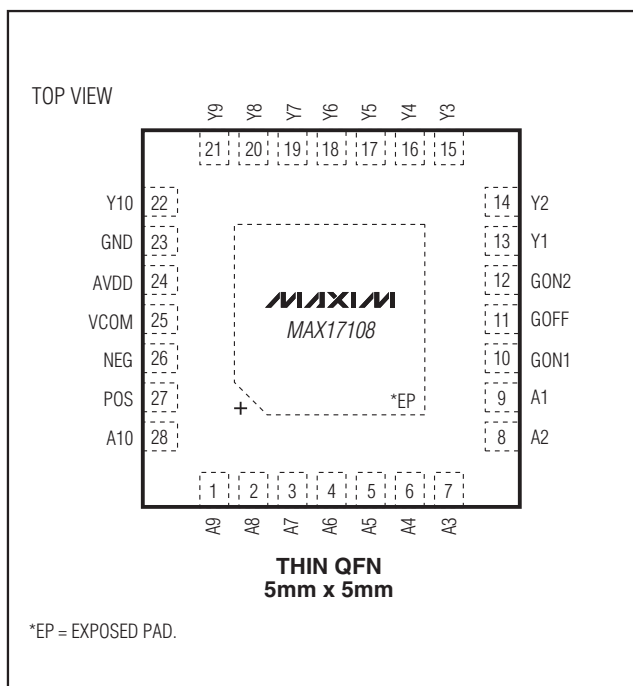 TOP VIEW
Y9 Y8 Y7 Y6 Y5 Y4 Y3
21 20 19 18 17 16 15
Y10 22 14 Y2
GND 23 13 Y1
AVDD 24 12 GON2
VCOM 25 11 GOFF
NEG 26 10 GON1
POS 27 9 A1
A10 28 8 A2
MAXIM
MAX17108
*EP
+
1 2 3 4 5 6 7
A9 A8 A7 A6 A5 A4 A3
THIN QFN
5mm x 5mm
*EP = EXPOSED PAD.